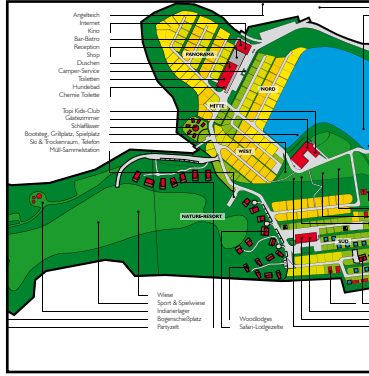 Angelteich
Internet
Kino
Bar-Bistro
Reception
Shop
Duschen
Camper-Service
Toiletten
Hundebad
Chemie Toilette
Topi Kids-Club
Gästezimmer
Schlaffässer
Bootssteg, Grillplatz, Spielplatz
Ski & Trockenraum, Telefon
Müll-Sammelstation
PANORAMA
NORD
MITTE
WEST
NATURE-RESORT
SÜD
Wiese
Sport & Spielwiese
Indianerlager
Bogenschießplatz
Partyzelt
Woodlodges
Safari-Lodgezelte